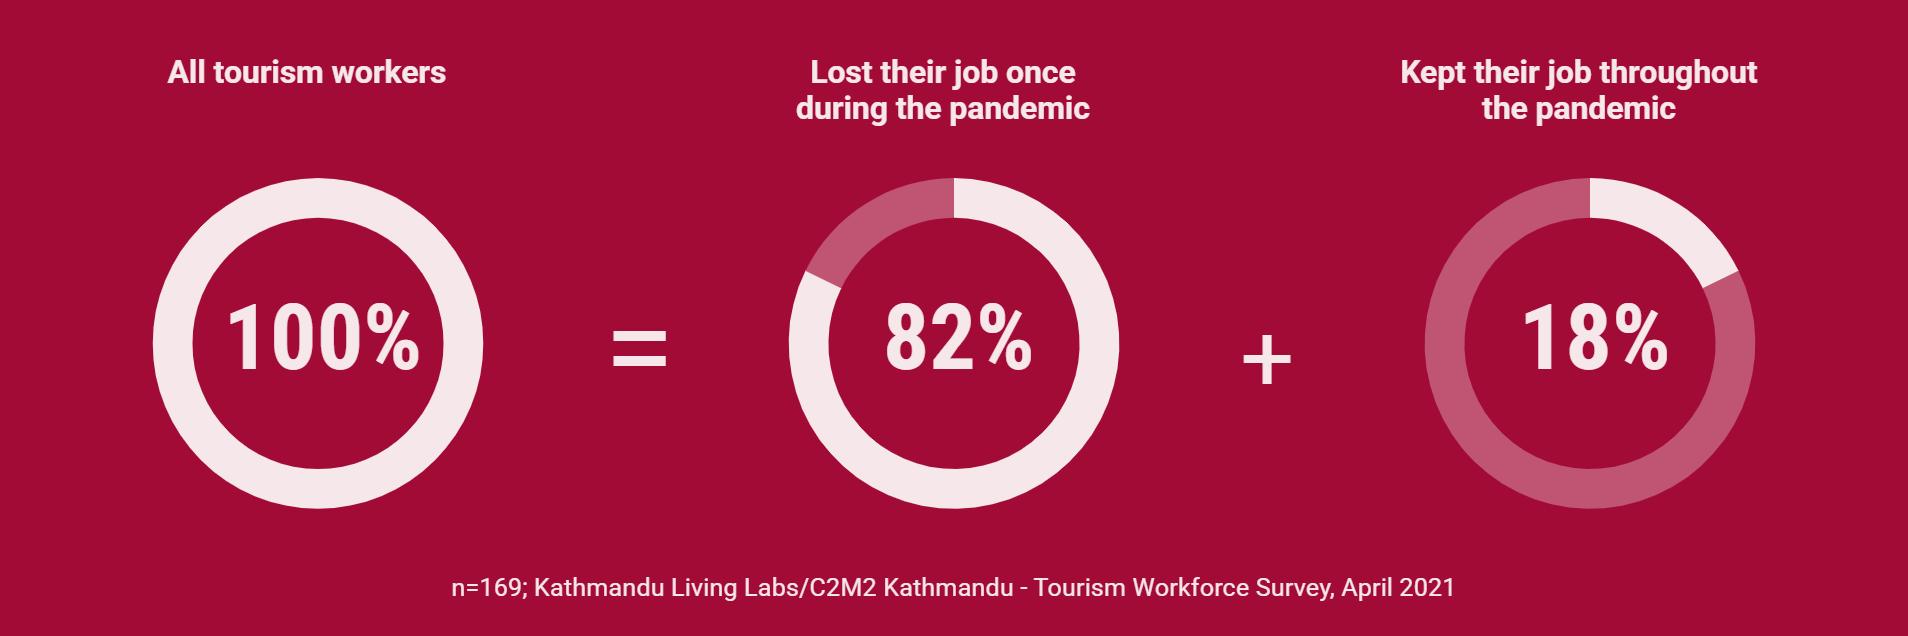 All tourism workers
Lost their job once
during the pandemic
Kept their job throughout
the pandemic
100%
=
82%
+
18%
n=169; Kathmandu Living Labs/C2M2 Kathmandu - Tourism Workforce Survey, April 2021